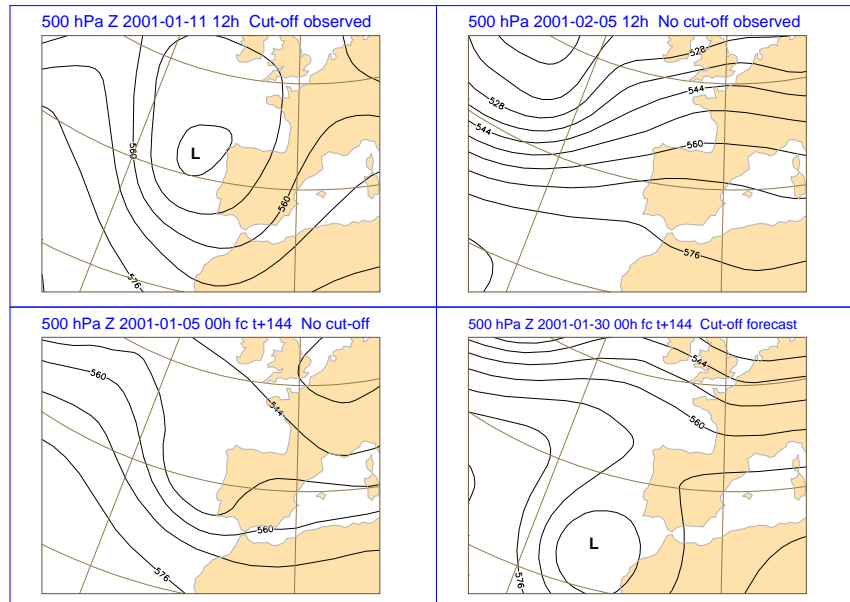 500 hPa Z 2001-01-11 12h Cut-off observed
560
L
560
576
500 hPa Z 2001-02-05 12h No cut-off observed
528
528
544
544
560
576
500 hPa Z 2001-01-05 00h fc t+144 No cut-off
560
544
560
576
500 hPa Z 2001-01-30 00h fc t+144 Cut-off forecast
544
560
L
576